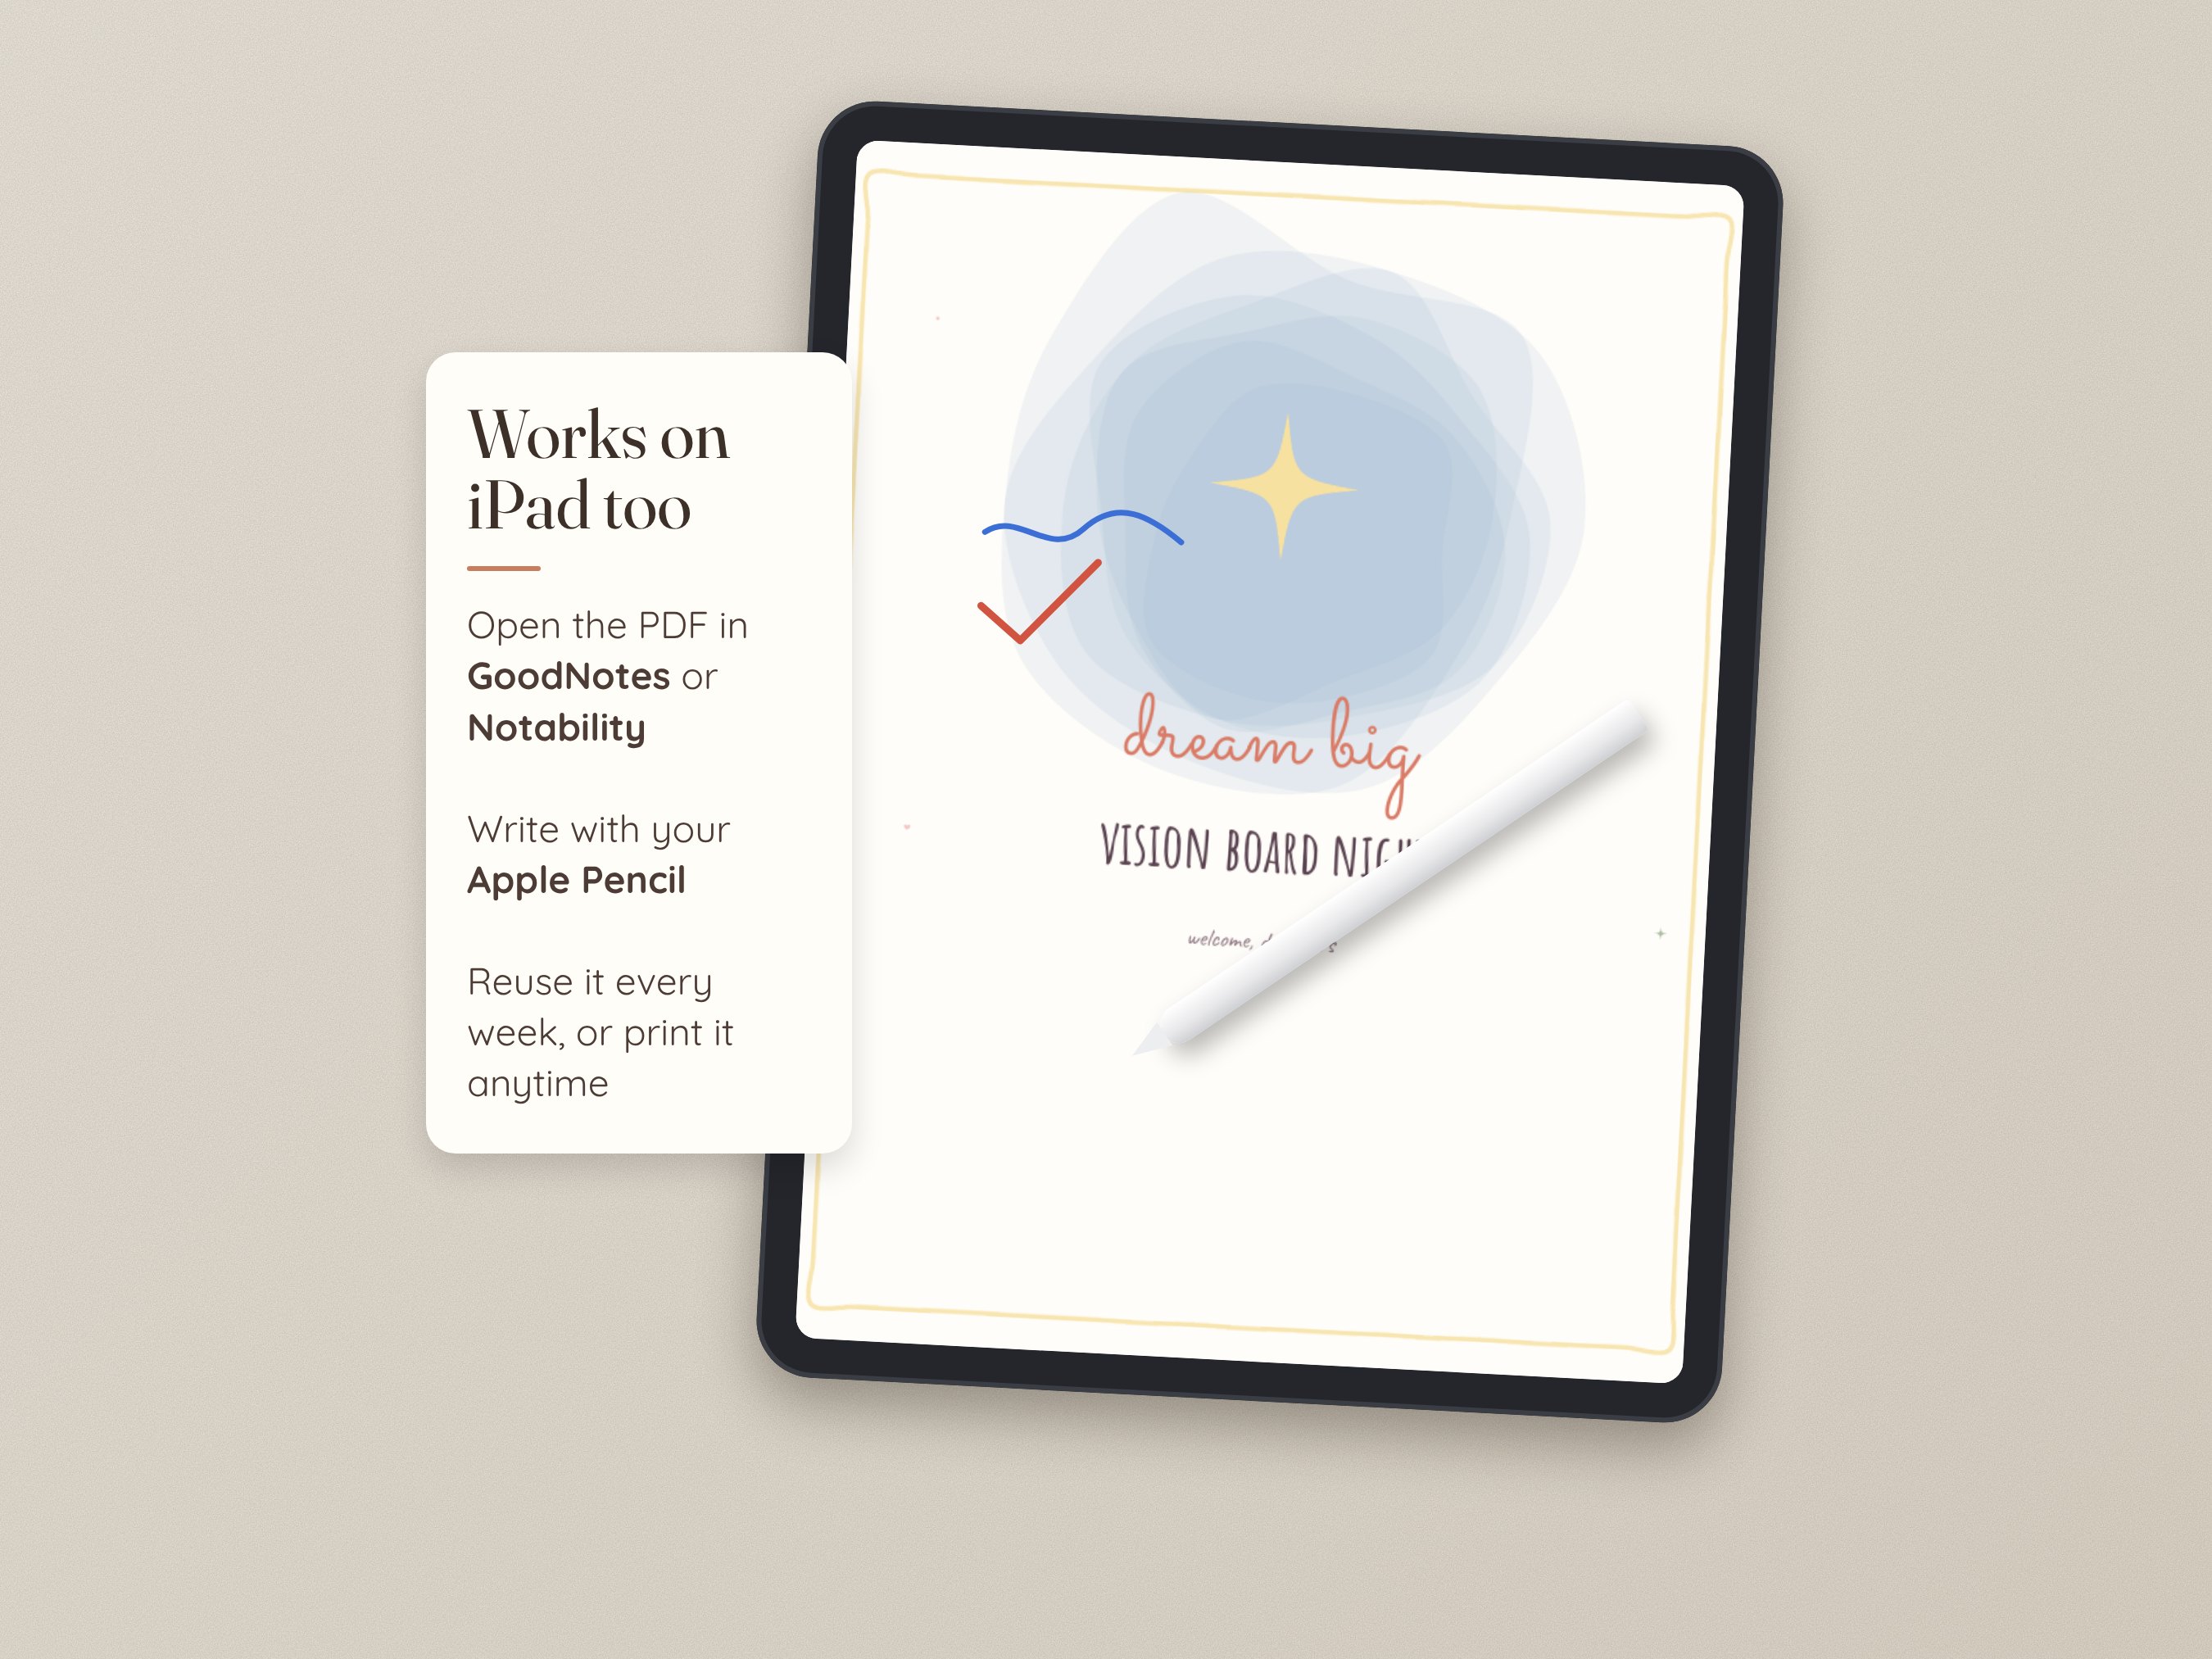 Works on
iPad too
Open the PDF in
GoodNotes or
Notability
Write with your
Apple Pencil
Reuse it every
week, or print it
anytime
dream big
VISION BOARD
welcome,